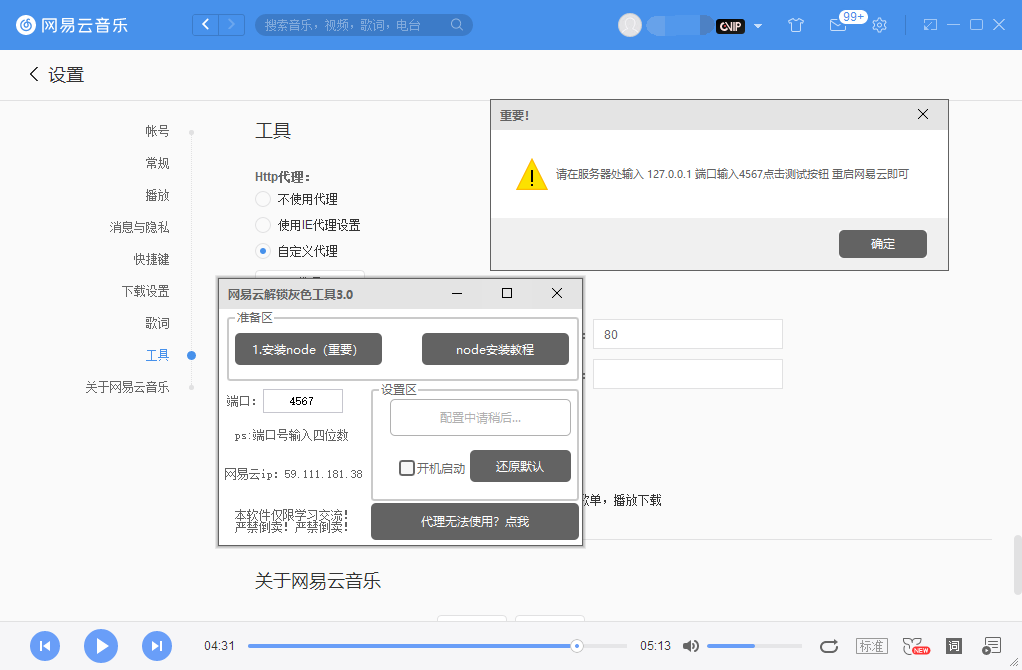 网易云音乐
搜索音乐，视频，歌词，电台
VIP
99+
设置
帐号
常规
播放
消息与隐私
快捷键
下载设置
歌词
工具
关于网易云音乐
工具
Http代理：
不使用代理
使用IE代理设置
自定义代理
重要!
请在服务器处输入 127.0.0.1 端口输入4567点击测试按钮 重启网易云即可
确定
网易云解锁灰色工具3.0
准备区
1.安装node（重要）
node安装教程
: 80
:
端口：
4567
ps:端口号输入四位数
网易云ip：59.111.181.38
本软件仅限学习交流！
严禁倒卖！严禁倒卖！
设置区
配置中请稍后...
开机启动
还原默认
代理无法使用？点我
歌单，播放下载
关于网易云音乐
04:31
05:13
标准
NEW
词